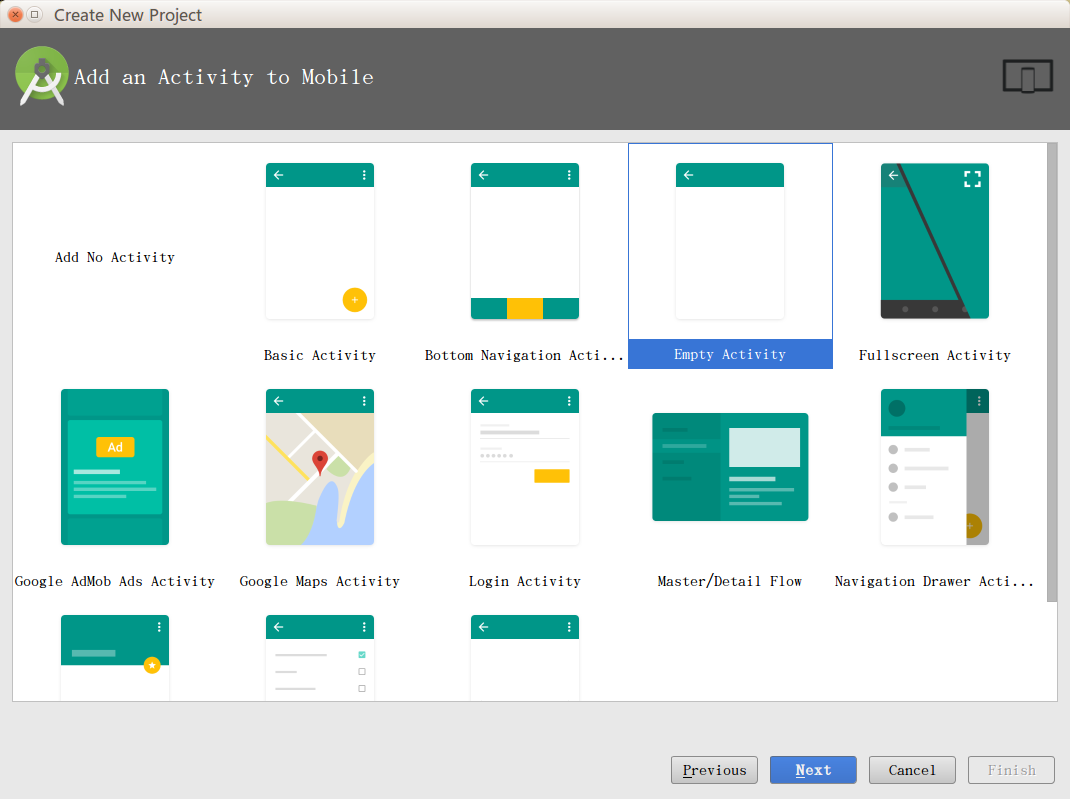 Create New Project
Add an Activity to Mobile
Add No Activity
Basic Activity
Bottom Navigation Acti...
Empty Activity
Fullscreen Activity
Ad
Google AdMob Ads Activity
Google Maps Activity
Login Activity
Master/Detail Flow
Navigation Drawer Acti...
Previous
Next
Cancel
Finish